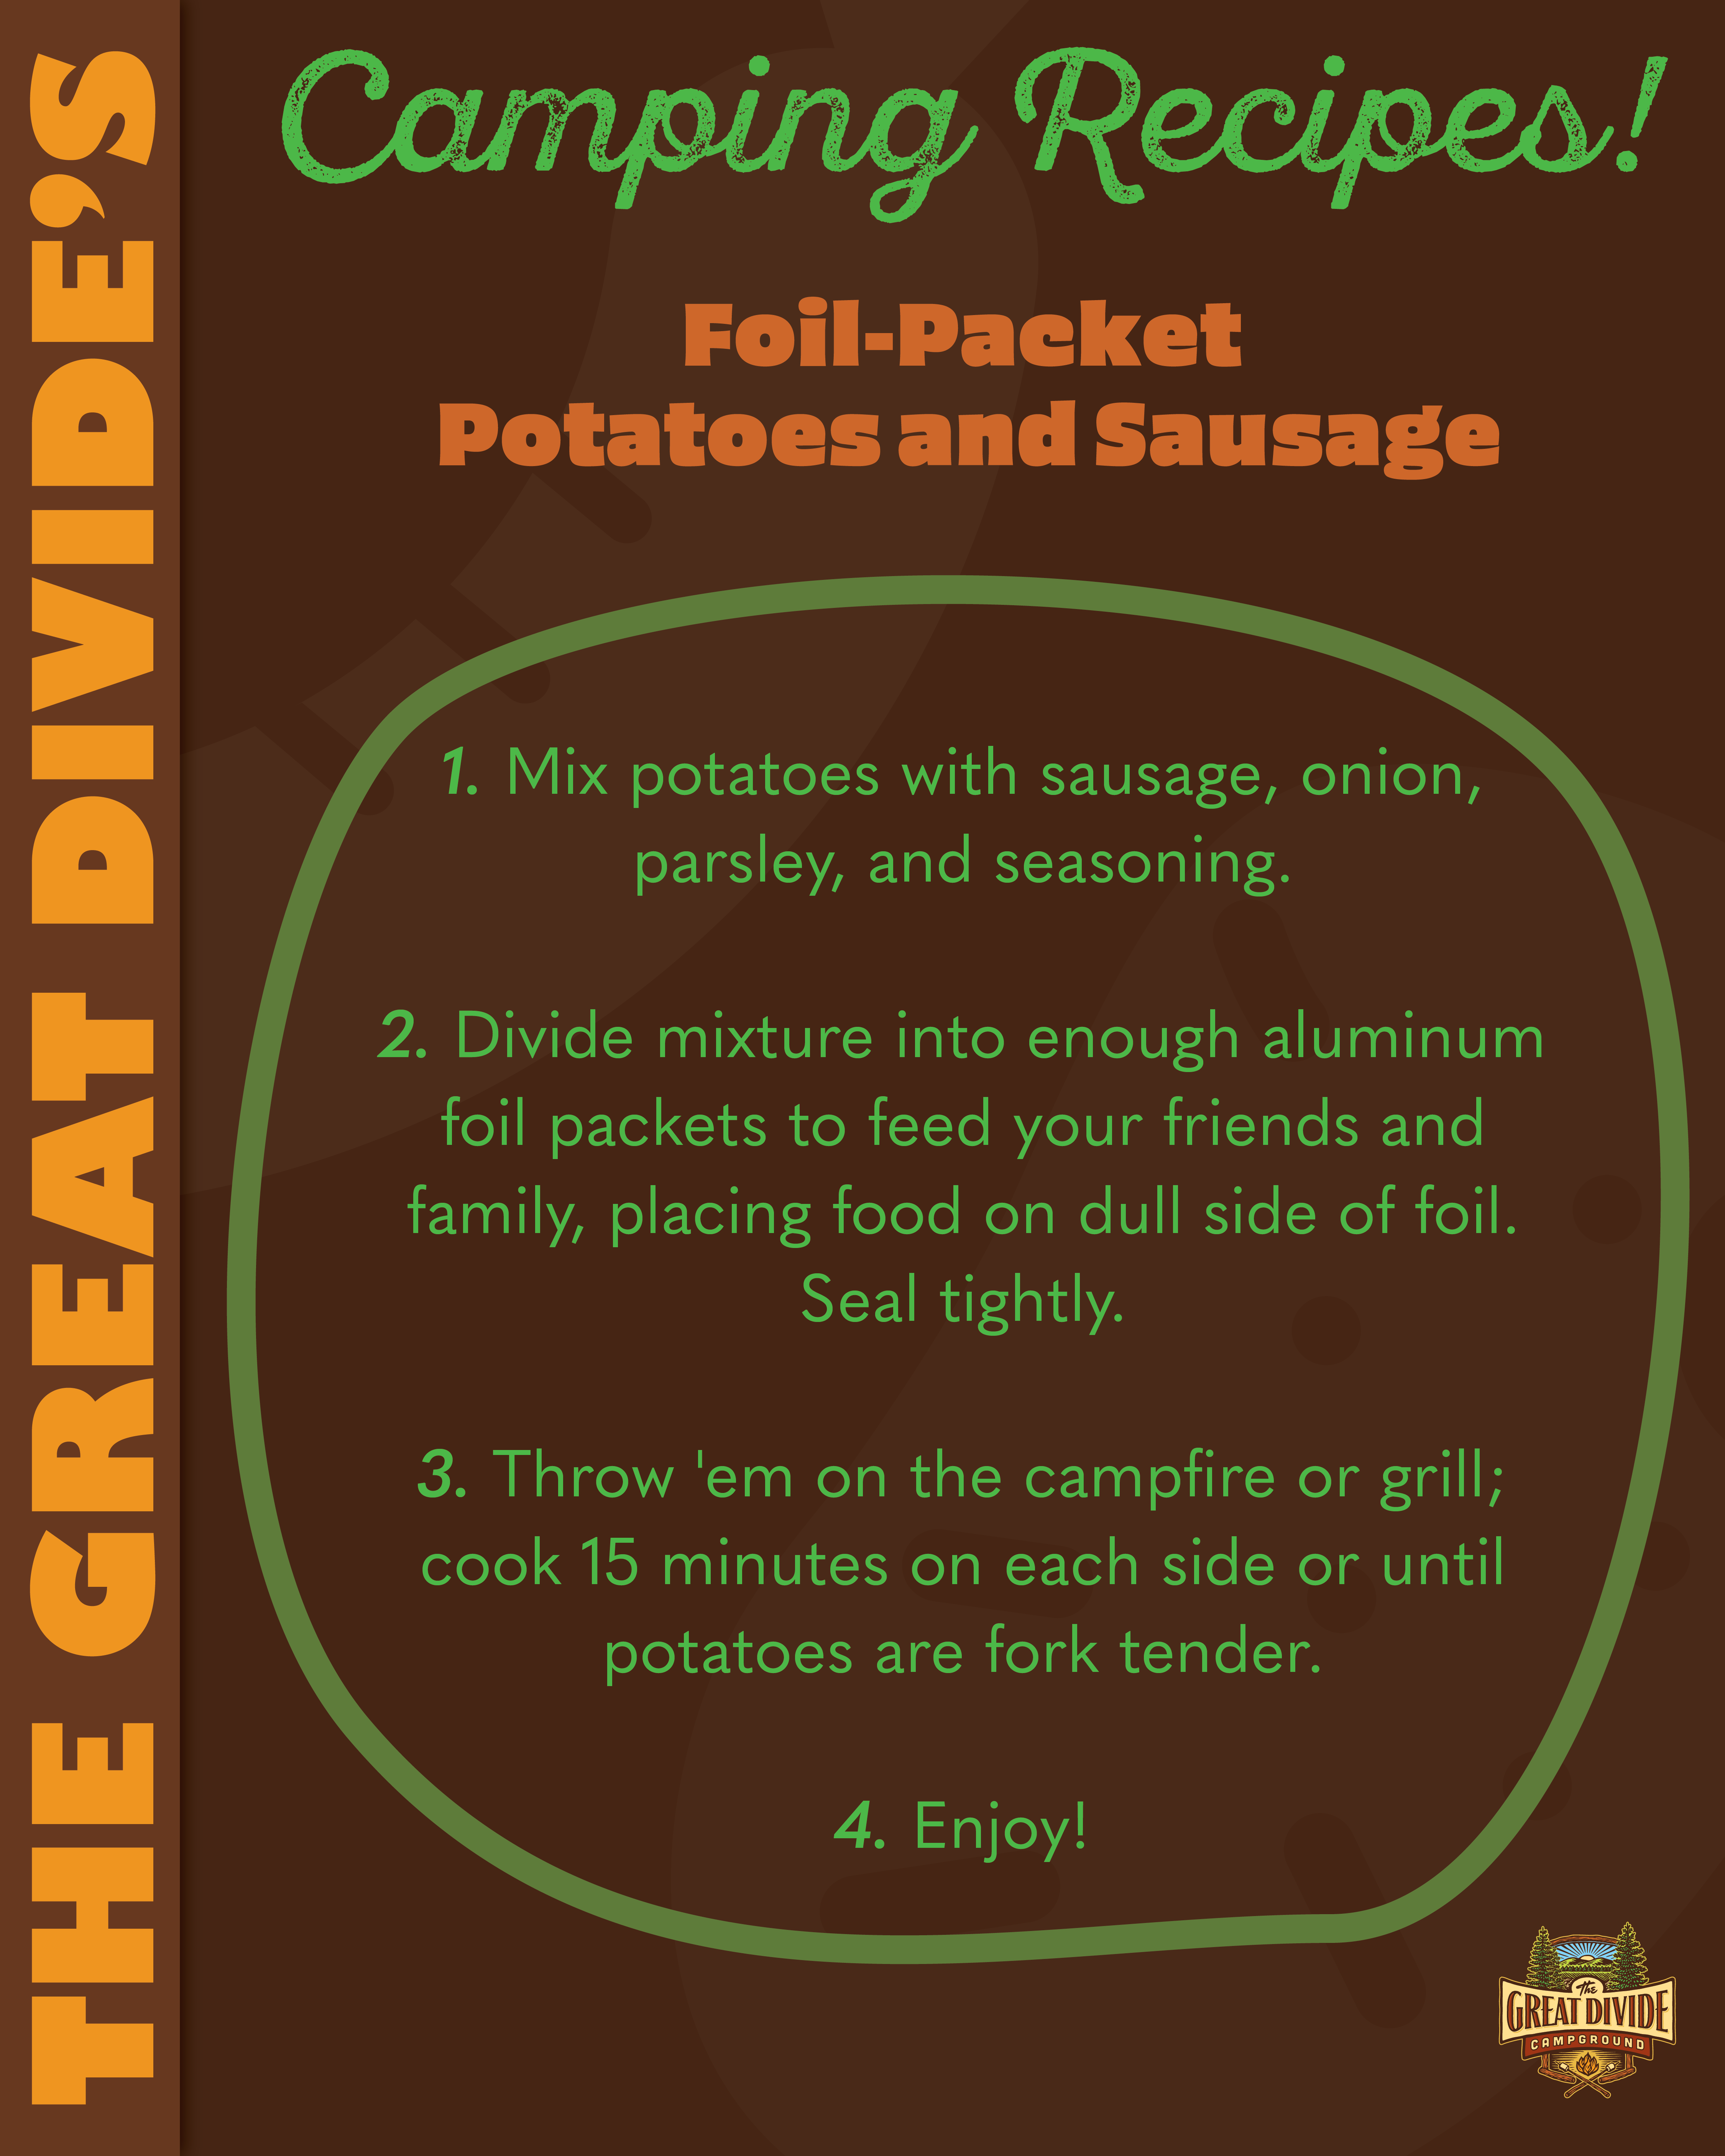 THE GREAT DIVIDE'S
Camping Recipes!
Foil-Packet
Potatoes and Sausage
1. Mix potatoes with sausage, onion,
parsley, and seasoning.
2. Divide mixture into enough aluminum
foil packets to feed your friends and
family, placing food on dull side of foil.
Seal tightly.
3. Throw 'em on the campfire or grill;
cook 15 minutes on each side or until
potatoes are fork tender.
4. Enjoy!
The
GREAT DIVIDE
CAMPGROUND